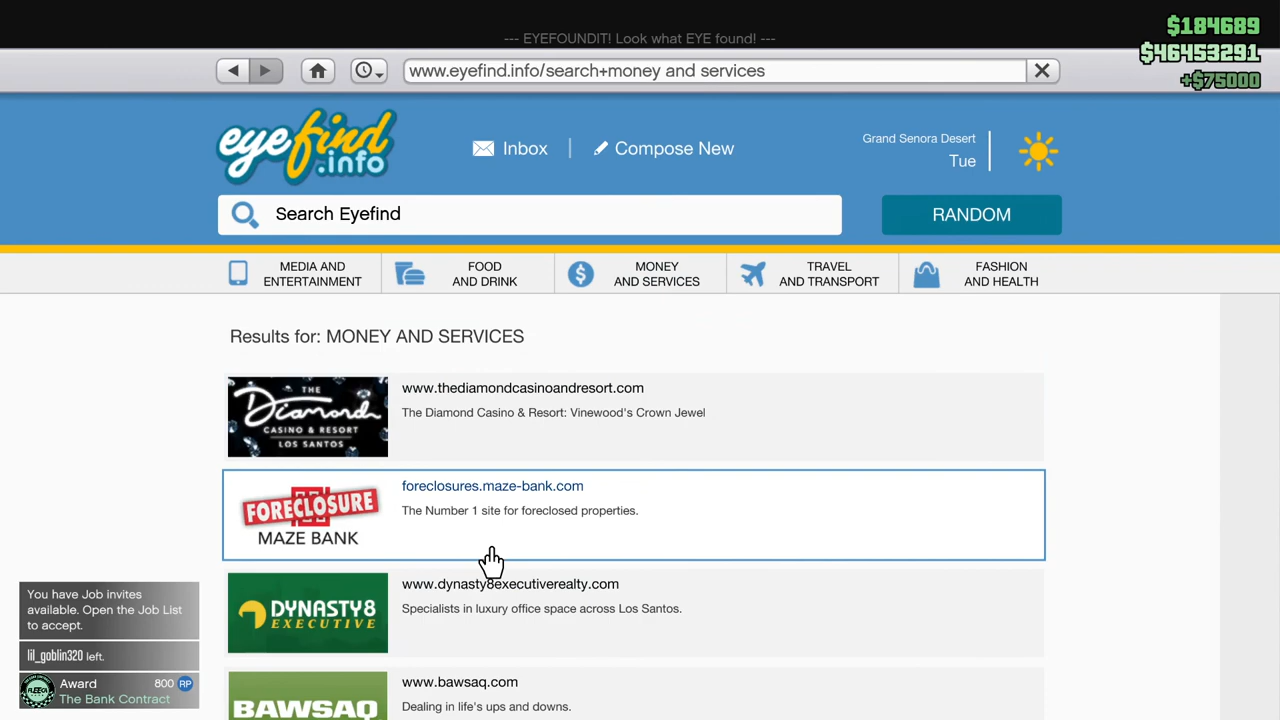 --- EYEFOUNDIT! Look what EYE found! ---
$184689
$46453291
+$75000
www.eyefind.info/search+money and services
eyefind
.info
Inbox
Compose New
Grand Senora Desert
Tue
Search Eyefind
RANDOM
MEDIA AND
ENTERTAINMENT
FOOD
AND DRINK
MONEY
AND SERVICES
TRAVEL
AND TRANSPORT
FASHION
AND HEALTH
Results for: MONEY AND SERVICES
THE
Diamond
CASINO & RESORT
LOS SANTOS
www.thediamondcasinoandresort.com
The Diamond Casino & Resort: Vinewood's Crown Jewel
FORECLOSURE
MAZE BANK
foreclosures.maze-bank.com
The Number 1 site for foreclosed properties.
DYNASTY8
EXECUTIVE
www.dynasty8executiverealty.com
Specialists in luxury office space across Los Santos.
BAWSAQ
www.bawsaq.com
Dealing in life's ups and downs.
You have Job invites
available. Open the Job List
to accept.
lil_goblin320 left.
FLEECA
Award
800 RP
The Bank Contract